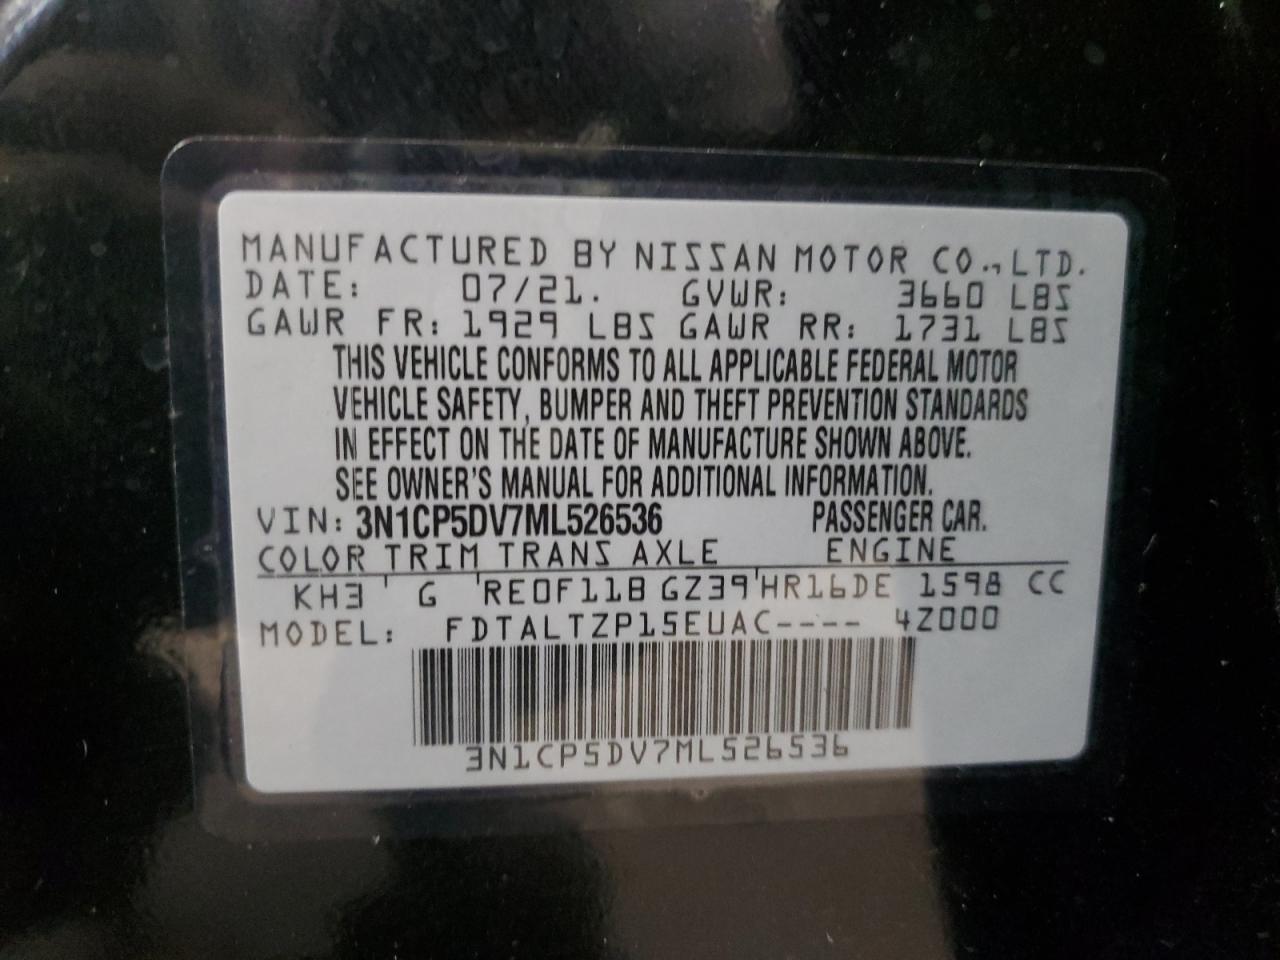 MANUFACTURED BY NISSAN MOTOR CO., LTD.
DATE: 07/21. GVWR: 3660 LBS
GAWR FR: 1929 LBS GAWR RR: 1731 LBS
THIS VEHICLE CONFORMS TO ALL APPLICABLE FEDERAL MOTOR
VEHICLE SAFETY, BUMPER AND THEFT PREVENTION STANDARDS
IN EFFECT ON THE DATE OF MANUFACTURE SHOWN ABOVE.
SEE OWNER'S MANUAL FOR ADDITIONAL INFORMATION.
VIN: 3N1CP5DV7ML526536 PASSENGER CAR.
COLOR TRIM TRANS AXLE ENGINE
KH3 ' G 'RE0F11B GZ39'HR16DE 1598 CC
MODEL: FDTALTZP15EUAC---- 4Z000
3N1CP5DV7ML526536